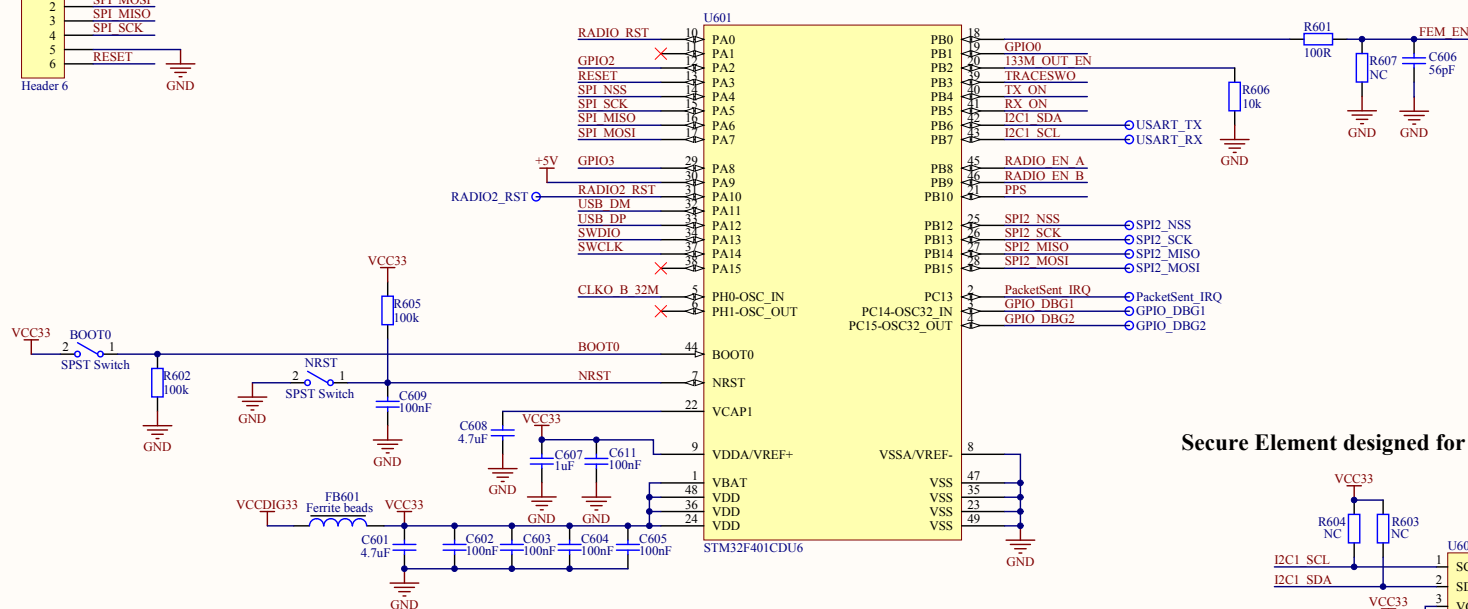 2 SPI_MOSI
3 SPI_MISO
4 SPI_SCK
5
6 RESET
Header 6
GND
U601
RADIO_RST 10 PA0
11 PA1
GPIO2 12 PA2
RESET 13 PA3
SPI_NSS 14 PA4
SPI_SCK 15 PA5
SPI_MISO 16 PA6
SPI_MOSI 17 PA7
GPIO3 29 PA8
+5V 30 PA9
RADIO2_RST RADIO2_RST 31 PA10
USB_DM 32 PA11
USB_DP 33 PA12
SWDIO 34 PA13
SWCLK 37 PA14
38 PA15
CLKO_B_32M 5 PH0-OSC_IN
6 PH1-OSC_OUT
BOOT0 44 BOOT0
NRST 7 NRST
22 VCAP1
9 VDDA/VREF+
1 VBAT
48 VDD
36 VDD
24 VDD
STM32F401CDU6
PB0 18
PB1 19 GPIO0
PB2 20 133M_OUT_EN
PB3 39 TRACESWO
PB4 40 TX_ON
PB5 41 RX_ON
PB6 42 I2C1_SDA USART_TX
PB7 43 I2C1_SCL USART_RX
PB8 45 RADIO_EN_A
PB9 46 RADIO_EN_B
PB10 21 PPS
PB12 25 SPI2_NSS SPI2_NSS
PB13 26 SPI2_SCK SPI2_SCK
PB14 27 SPI2_MISO SPI2_MISO
PB15 28 SPI2_MOSI SPI2_MOSI
PC13 2 PacketSent_IRQ PacketSent_IRQ
PC14-OSC32_IN 3 GPIO_DBG1 GPIO_DBG1
PC15-OSC32_OUT 4 GPIO_DBG2 GPIO_DBG2
VSSA/VREF- 8
VSS 47
VSS 35
VSS 23
VSS 49
GND
R601
100R
FEM_EN
R607
NC
C606
56pF
GND
GND
R606
10k
GND
VCC33
R605
100k
VCC33
BOOT0
2 1
SPST Switch
R602
100k
GND
NRST
2 1
SPST Switch
GND
C609
100nF
GND
C608
4.7uF
GND
VCC33
C607
1uF
C611
100nF
GND
GND
VCCDIG33
FB601
Ferrite beads
VCC33
C601
4.7uF
C602
100nF
C603
100nF
C604
100nF
C605
100nF
GND
Secure Element designed for
VCC33
R604
NC
R603
NC
I2C1_SCL 1
I2C1_SDA 2
VCC33 3